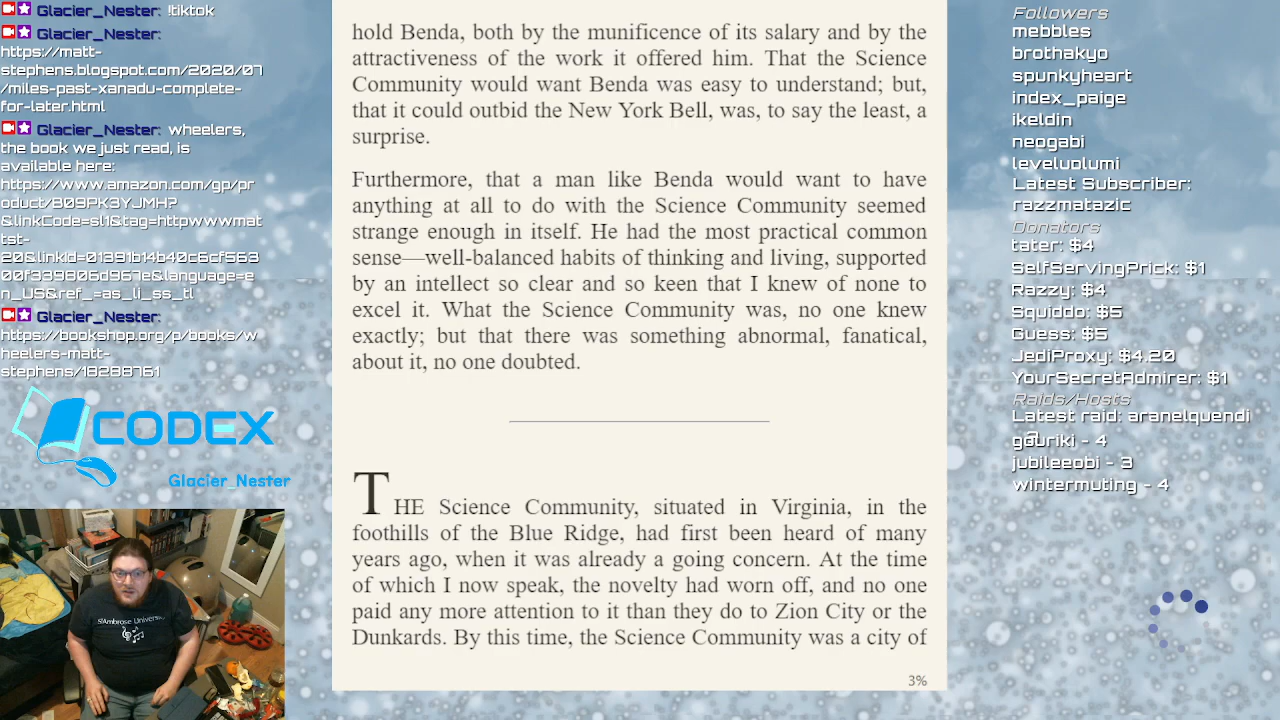 Glacier_Nester: !tiktok
Glacier_Nester:
https://matt-
stephens.blogspot.com/2020/07
/miles-past-xanadu-complete-
for-later.html
Glacier_Nester: wheelers,
the book we just read, is
available here:
https://www.amazon.com/gp/pr
oduct/B09PK3YJMH?
&linkCode=sl1&tag=httpwwwmat
tst-
20&linkId=01391b14b40c6cf563
00f339806d967e&language=e
n_US&ref_=as_li_ss_tl
Glacier_Nester:
https://bookshop.org/p/books/w
heelers-matt-
stephens/18288761
CODEX
Glacier_Nester
St Ambrose University
hold Benda, both by the munificence of its salary and by the
attractiveness of the work it offered him. That the Science
Community would want Benda was easy to understand; but,
that it could outbid the New York Bell, was, to say the least, a
surprise.
Furthermore, that a man like Benda would want to have
anything at all to do with the Science Community seemed
strange enough in itself. He had the most practical common
sense—well-balanced habits of thinking and living, supported
by an intellect so clear and so keen that I knew of none to
excel it. What the Science Community was, no one knew
exactly; but that there was something abnormal, fanatical,
about it, no one doubted.
THE Science Community, situated in Virginia, in the
foothills of the Blue Ridge, had first been heard of many
years ago, when it was already a going concern. At the time
of which I now speak, the novelty had worn off, and no one
paid any more attention to it than they do to Zion City or the
Dunkards. By this time, the Science Community was a city of
3%
Followers
mebbles
brothakyo
spunkyheart
index_paige
ikeldin
neogabi
leveluplumi
Latest Subscriber:
razzmatazic
Donators
tater: $4
SelfServingPrick: $1
Razzy: $4
Squiddo: $5
Guess: $5
JediProxy: $4.20
YourSecretAdmirer: $1
Raids/Hosts
Latest raid: aranelquendi
gouriki - 4
jubileeobi - 3
wintermuting - 4